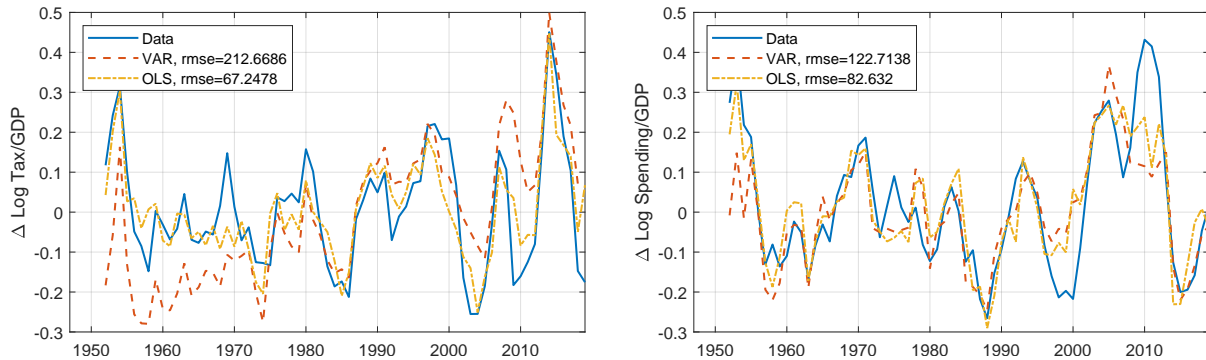 0.5
0.4
0.3
0.2
0.1
0
-0.1
-0.2
-0.3
Δ Log Tax/GDP
Data
VAR, rmse=212.6686
OLS, rmse=67.2478
1950 1960 1970 1980 1990 2000 2010
0.5
0.4
0.3
0.2
0.1
0
-0.1
-0.2
-0.3
Δ Log Spending/GDP
Data
VAR, rmse=122.7138
OLS, rmse=82.632
1950 1960 1970 1980 1990 2000 2010